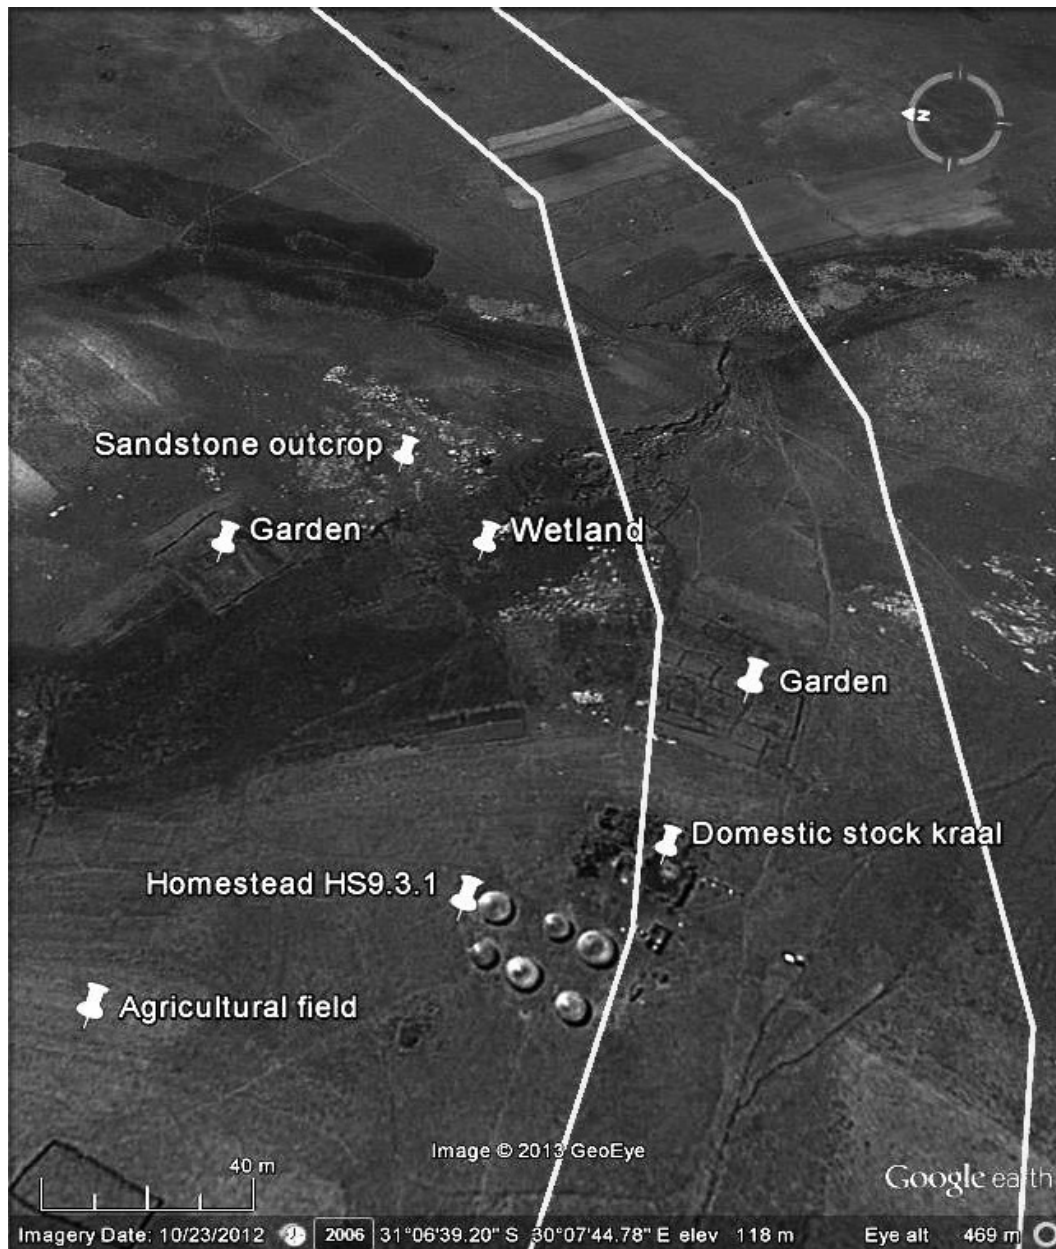 N
Sandstone outcrop
Garden
Wetland
Garden
Domestic stock kraal
Homestead HS9.3.1
Agricultural field
Image © 2013 GeoEye
40 m
Google earth
Imagery Date: 10/23/2012 2006 31°06'39.20" S 30°07'44.78" E elev 118 m Eye alt 469 m